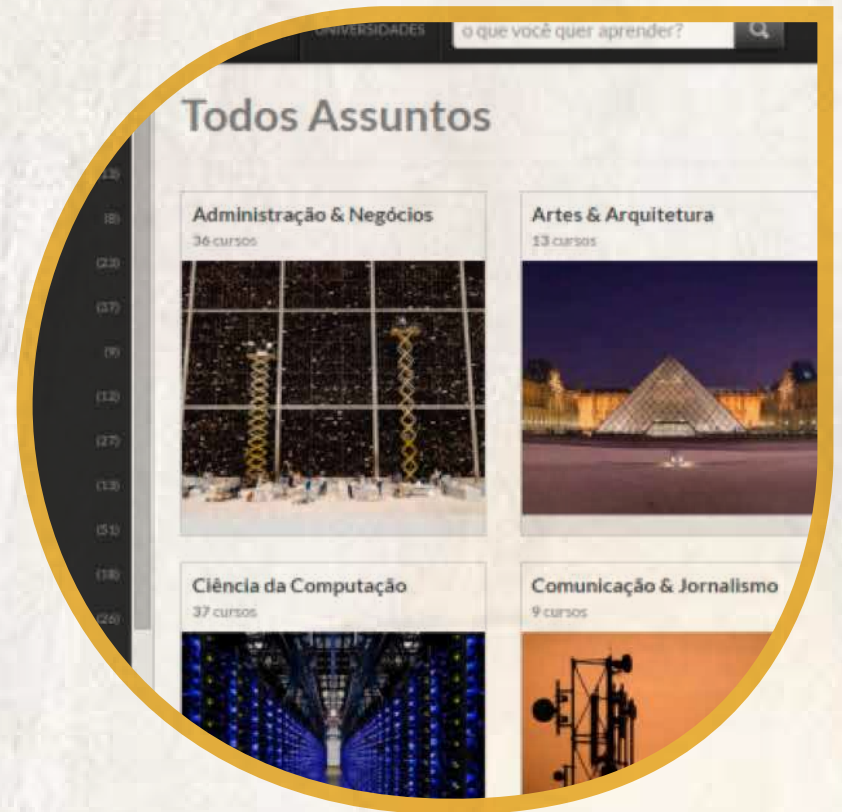 UNIVERSIDADES
o que você quer aprender?
Todos Assuntos
Administração & Negócios
36 cursos
Artes & Arquitetura
13 cursos
Ciência da Computação
37 cursos
Comunicação & Jornalismo
9 cursos
(13)
(8)
(23)
(37)
(9)
(12)
(27)
(13)
(51)
(18)
(26)